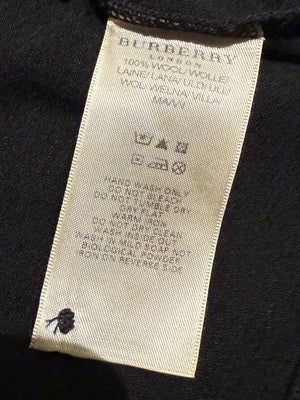 BURBERRY
LONDON
100% WOOL/WOLLE/
LAINE/LANA/ULD/ULL/
WOL/WEŁNA/VILLA/
DO NOT BLEACH
HAND WASH ONLY
DO NOT TUMBLE DRY
DRY FLAT
WARM IRON
DO NOT DRY CLEAN
WASH INSIDE OUT
WASH IN MILD SOAP NOT
BIOLOGICAL POWDER
IRON ON REVERSE SIDE